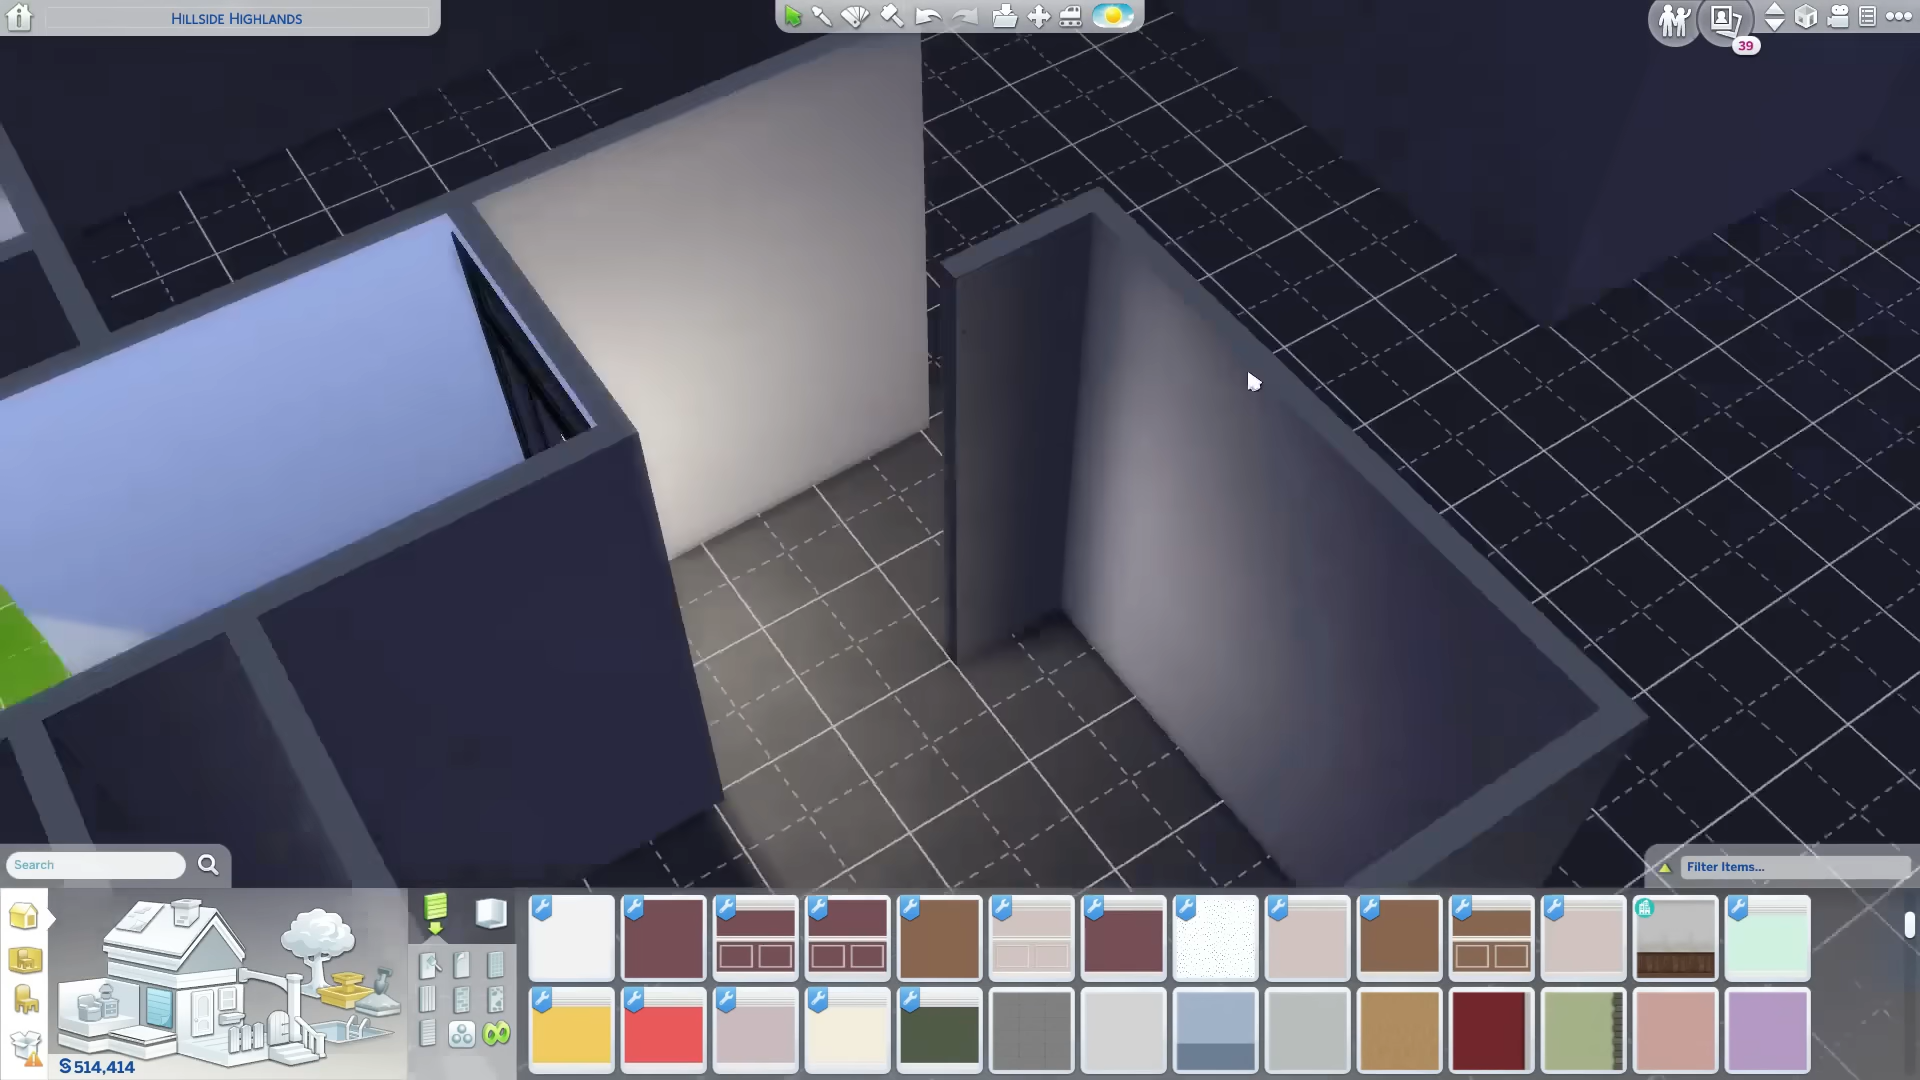 HILLSIDE HIGHLANDS
39
Search
Filter Items...
§514,414